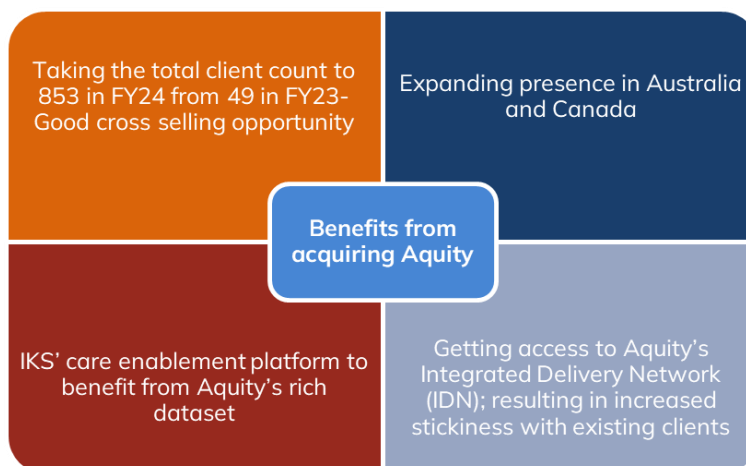 Taking the total client count to
853 in FY24 from 49 in FY23-
Good cross selling opportunity
Expanding presence in Australia
and Canada
Benefits from
acquiring Aquity
IKS’ care enablement platform to
benefit from Aquity’s rich
dataset
Getting access to Aquity’s
Integrated Delivery Network
(IDN); resulting in increased
stickiness with existing clients